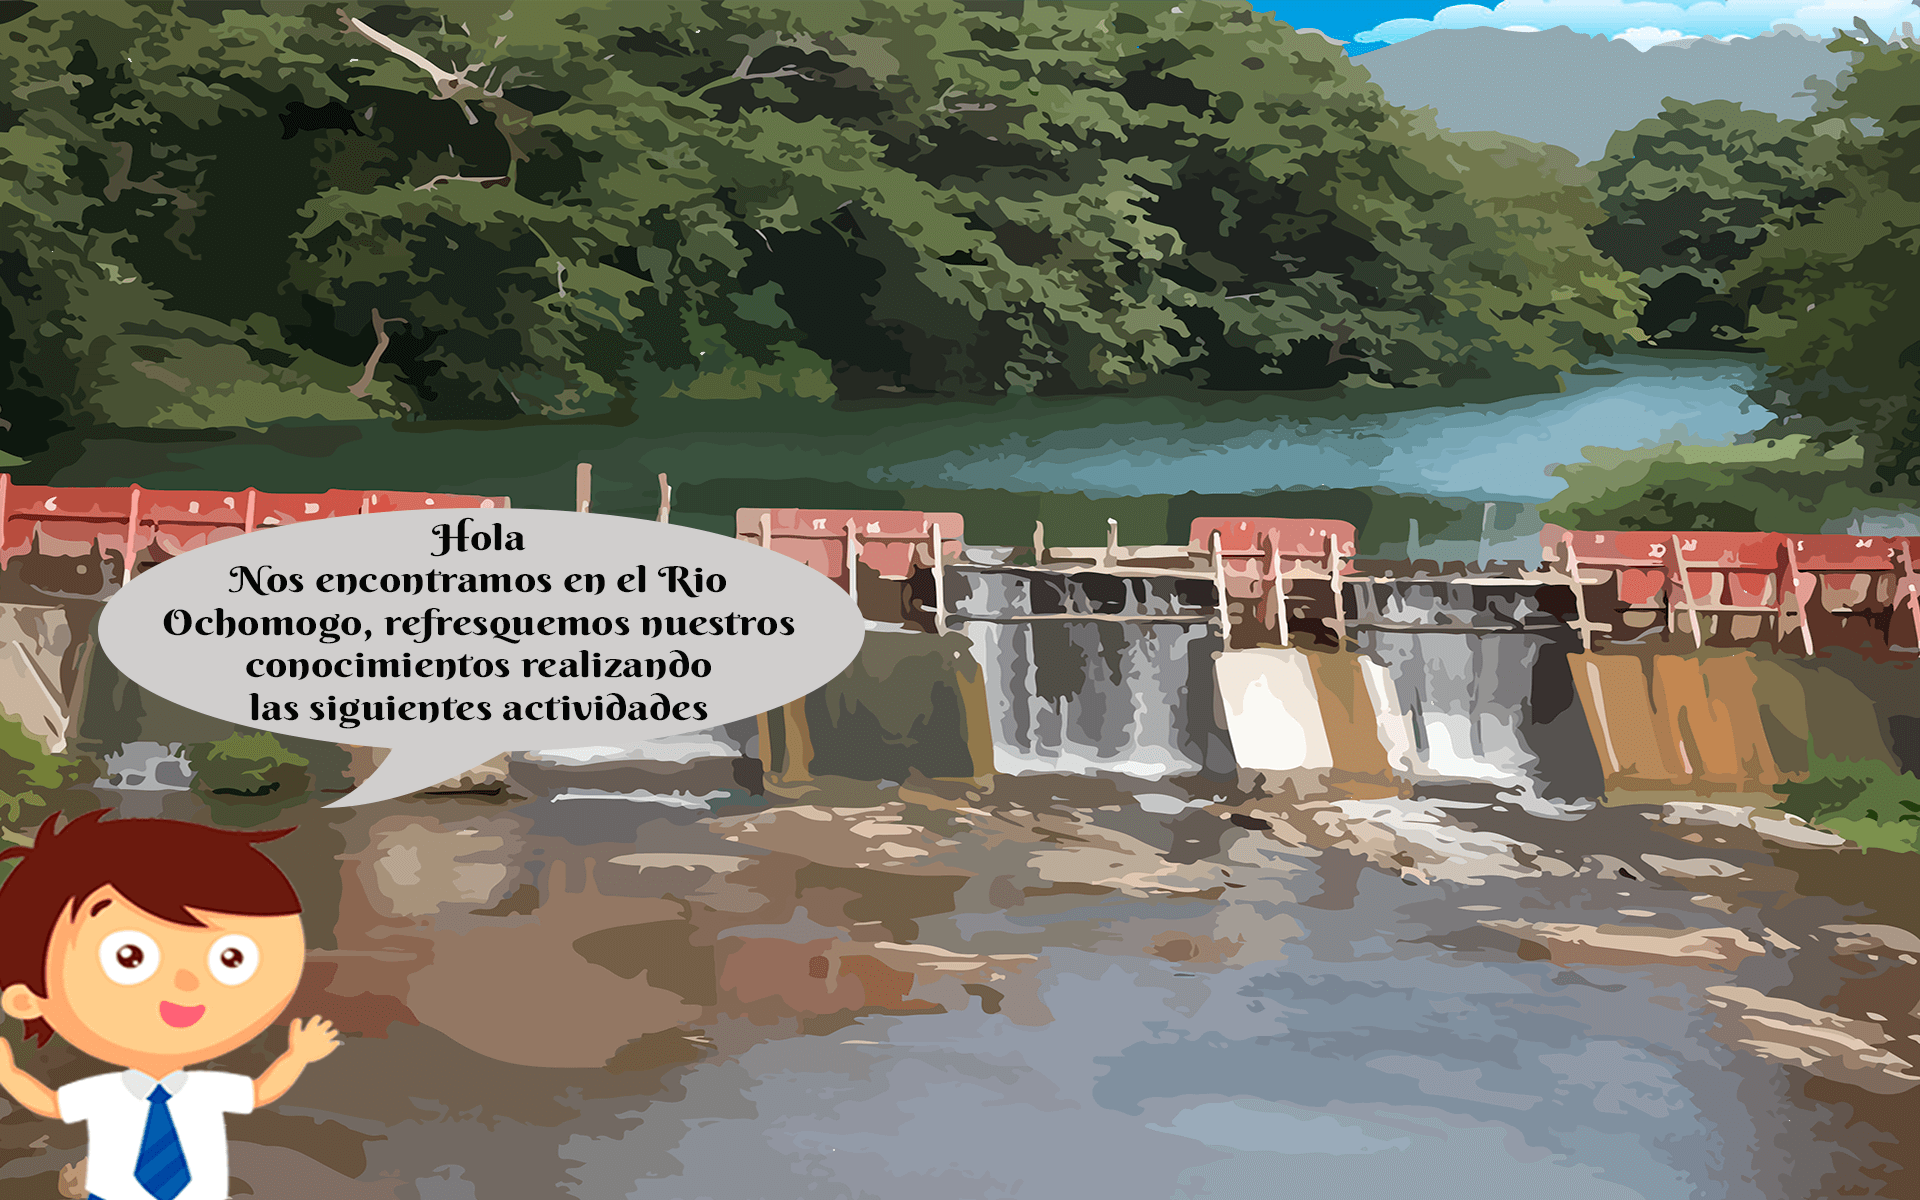 Hola
Nos encontramos en el Rio
Ochomogo, refresquemos nuestros
conocimientos realizando
las siguientes actividades